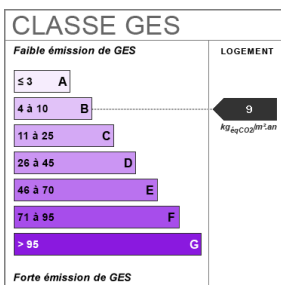 CLASSE GES
Faible émission de GES
LOGEMENT
≤ 3 A
4 à 10 B
9
kgéqCO2/m².an
11 à 25 C
26 à 45 D
46 à 70 E
71 à 95 F
> 95 G
Forte émission de GES